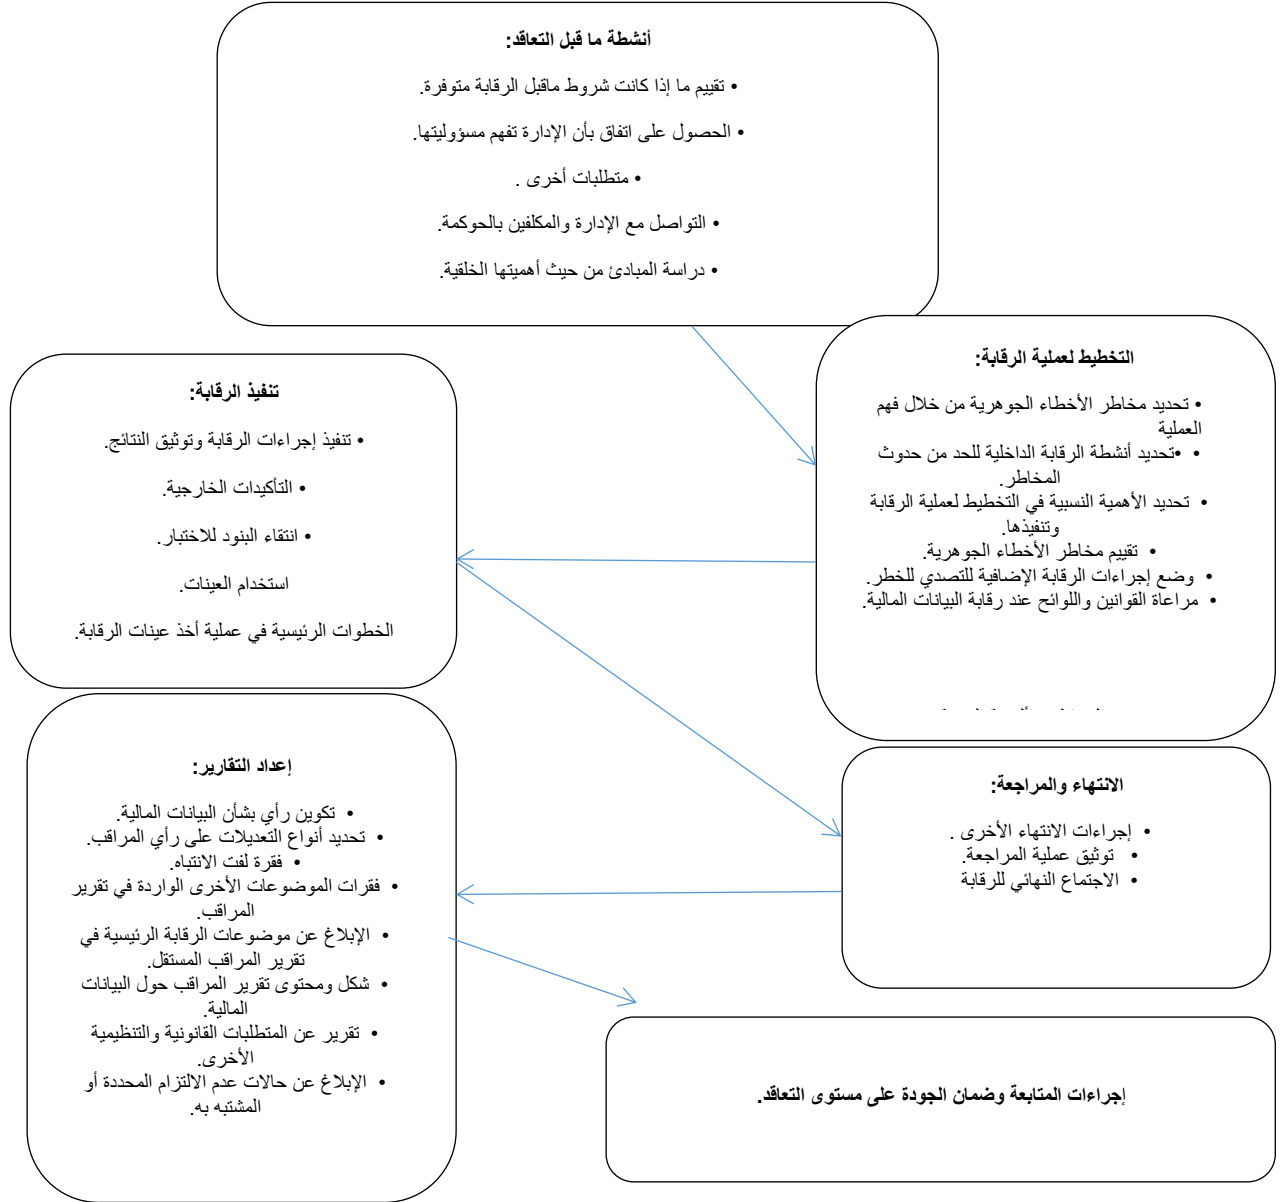 أنشطة ما قبل التعاقد:
• تقييم ما إذا كانت شروط ماقبل الرقابة متوفرة.
• الحصول على اتفاق بأن الإدارة تفهم مسؤوليتها.
• متطلبات أخرى .
• التواصل مع الإدارة والمكلفين بالحوكمة.
• دراسة المبادئ من حيث أهميتها الخلقية.
التخطيط لعملية الرقابة:
• تحديد مخاطر الأخطاء الجوهرية من خلال فهم
العملية
• •تحديد أنشطة الرقابة الداخلية للحد من حدوث
المخاطر.
• تحديد الأهمية النسبية في التخطيط لعملية الرقابة
وتنفيذها.
• تقييم مخاطر الأخطاء الجوهرية.
• وضع إجراءات الرقابة الإضافية للتصدي للخطر.
• مراعاة القوانين واللوائح عند رقابة البيانات المالية.
تنفيذ الرقابة:
• تنفيذ إجراءات الرقابة وتوثيق النتائج.
• التأكيدات الخارجية.
• انتقاء البنود للاختبار.
استخدام العينات.
الخطوات الرئيسية في عملية أخذ عينات الرقابة.
الانتهاء والمراجعة:
• إجراءات الانتهاء الأخرى .
• توثيق عملية المراجعة.
• الاجتماع النهائي للرقابة
إعداد التقارير:
• تكوين رأي بشأن البيانات المالية.
• تحديد أنواع التعديلات على رأي المراقب.
• فقرة لفت الانتباه.
• فقرات الموضوعات الأخرى الواردة في تقرير
المراقب.
• الإبلاغ عن موضوعات الرقابة الرئيسية في
تقرير المراقب المستقل.
• شكل ومحتوى تقرير المراقب حول البيانات
المالية.
• تقرير عن المتطلبات القانونية والتنظيمية
الأخرى.
• الإبلاغ عن حالات عدم الالتزام المحددة أو
المشتبه به.
إجراءات المتابعة وضمان الجودة على مستوى التعاقد.